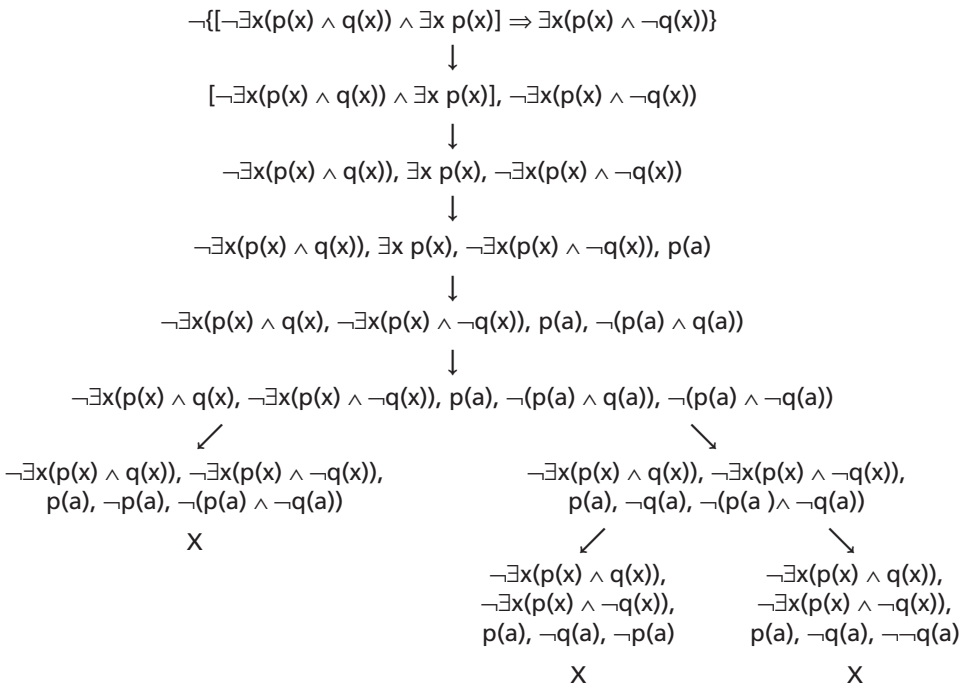 ¬{[¬∃x(p(x) ∧ q(x)) ∧ ∃x p(x)] ⇒ ∃x(p(x) ∧ ¬q(x))}
↓
[¬∃x(p(x) ∧ q(x)) ∧ ∃x p(x)], ¬∃x(p(x) ∧ ¬q(x))
↓
¬∃x(p(x) ∧ q(x)), ∃x p(x), ¬∃x(p(x) ∧ ¬q(x))
↓
¬∃x(p(x) ∧ q(x)), ∃x p(x), ¬∃x(p(x) ∧ ¬q(x)), p(a)
↓
¬∃x(p(x) ∧ q(x), ¬∃x(p(x) ∧ ¬q(x)), p(a), ¬(p(a) ∧ q(a))
↓
¬∃x(p(x) ∧ q(x), ¬∃x(p(x) ∧ ¬q(x)), p(a), ¬(p(a) ∧ q(a)), ¬(p(a) ∧ ¬q(a))
↙ ↘
¬∃x(p(x) ∧ q(x)), ¬∃x(p(x) ∧ ¬q(x)),
p(a), ¬p(a), ¬(p(a) ∧ ¬q(a))
X
¬∃x(p(x) ∧ q(x)), ¬∃x(p(x) ∧ ¬q(x)),
p(a), ¬q(a), ¬(p(a )∧ ¬q(a))
↙ ↘
¬∃x(p(x) ∧ q(x)),
¬∃x(p(x) ∧ ¬q(x)),
p(a), ¬q(a), ¬p(a)
X
¬∃x(p(x) ∧ q(x)),
¬∃x(p(x) ∧ ¬q(x)),
p(a), ¬q(a), ¬¬q(a)
X